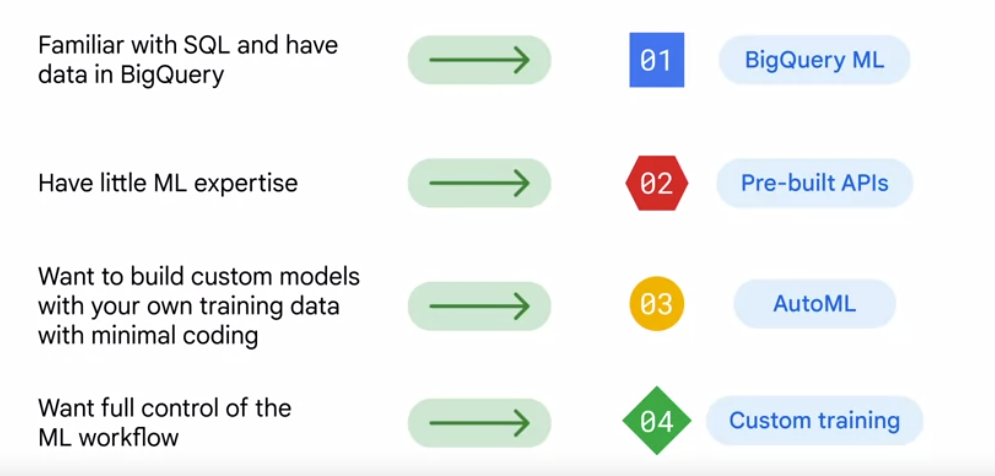 Familiar with SQL and have
data in BigQuery
01
BigQuery ML
Have little ML expertise
02
Pre-built APIs
Want to build custom models
with your own training data
with minimal coding
03
AutoML
Want full control of the
ML workflow
04
Custom training